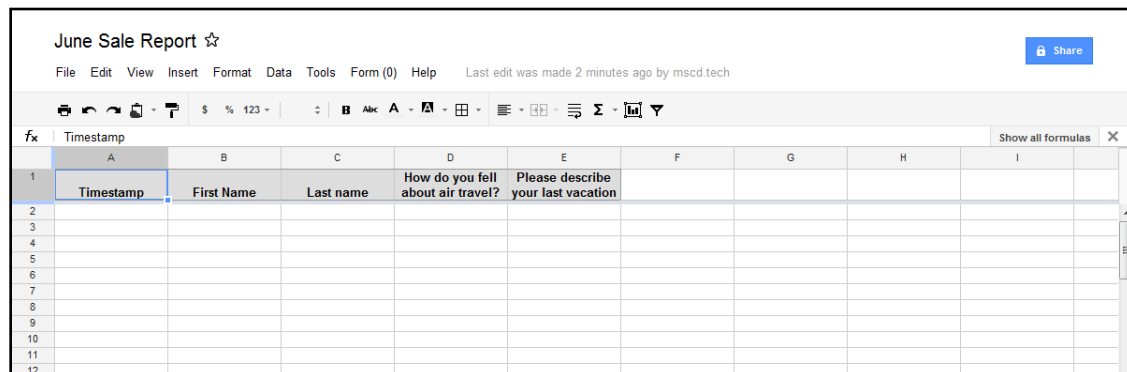 June Sale Report ☆
Share
File Edit View Insert Format Data Tools Form (0) Help Last edit was made 2 minutes ago by mscd.tech
$ % 123 B Abc A A Σ
fx Timestamp Show all formulas
A B C D E F G H I
1 Timestamp First Name Last name How do you fell about air travel? Please describe your last vacation
2
3
4
5
6
7
8
9
10
11
12